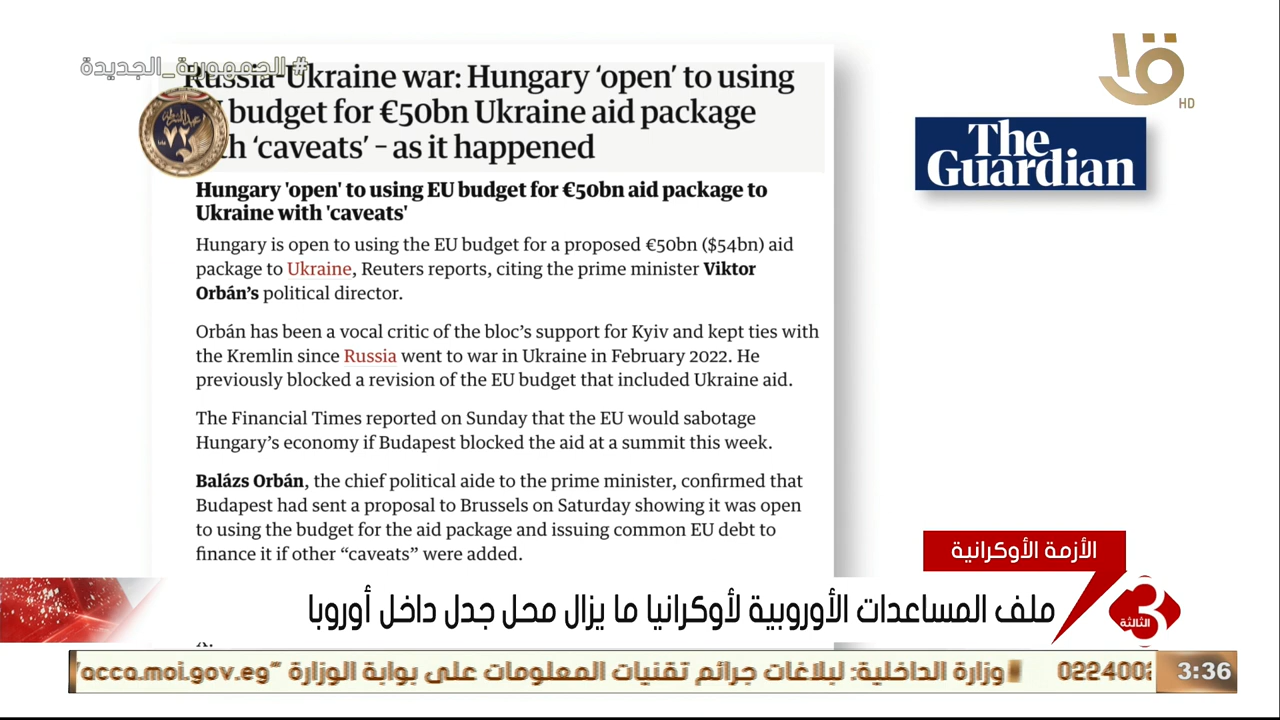 #الجمهورية_الجديدة
HD
The
Guardian
Russia-Ukraine war: Hungary ‘open’ to using
budget for €50bn Ukraine aid package
‘caveats’ – as it happened
٧٢
Hungary 'open' to using EU budget for €50bn aid package to
Ukraine with 'caveats'
Hungary is open to using the EU budget for a proposed €50bn ($54bn) aid
package to Ukraine, Reuters reports, citing the prime minister Viktor
Orbán’s political director.
Orbán has been a vocal critic of the bloc’s support for Kyiv and kept ties with
the Kremlin since Russia went to war in Ukraine in February 2022. He
previously blocked a revision of the EU budget that included Ukraine aid.
The Financial Times reported on Sunday that the EU would sabotage
Hungary’s economy if Budapest blocked the aid at a summit this week.
Balázs Orbán, the chief political aide to the prime minister, confirmed that
Budapest had sent a proposal to Brussels on Saturday showing it was open
to using the budget for the aid package and issuing common EU debt to
finance it if other “caveats” were added.
الأزمة الأوكرانية
ملف المساعدات الأوروبية لأوكرانيا ما يزال محل جدل داخل أوروبا
3
الثالثة
وزارة الداخلية: لبلاغات جرائم تقنيات المعلومات على بوابة الوزارة "acca.moi.gov.eg
0224002
3:36